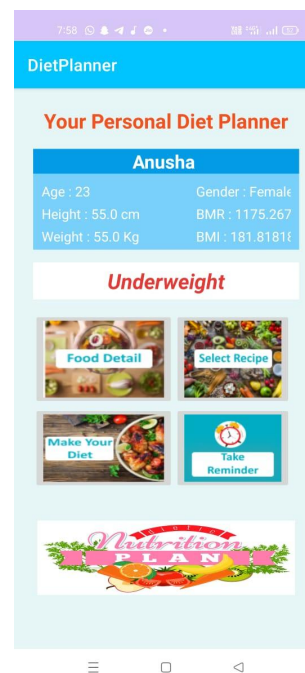 7:58
DietPlanner
Your Personal Diet Planner
Anusha
Age : 23 Gender : Female
Height : 55.0 cm BMR : 1175.267
Weight : 55.0 Kg BMI : 181.81818
Underweight
Food Detail Select Recipe
Make Your
Diet
Take
Reminder
Nutrition
PLAN